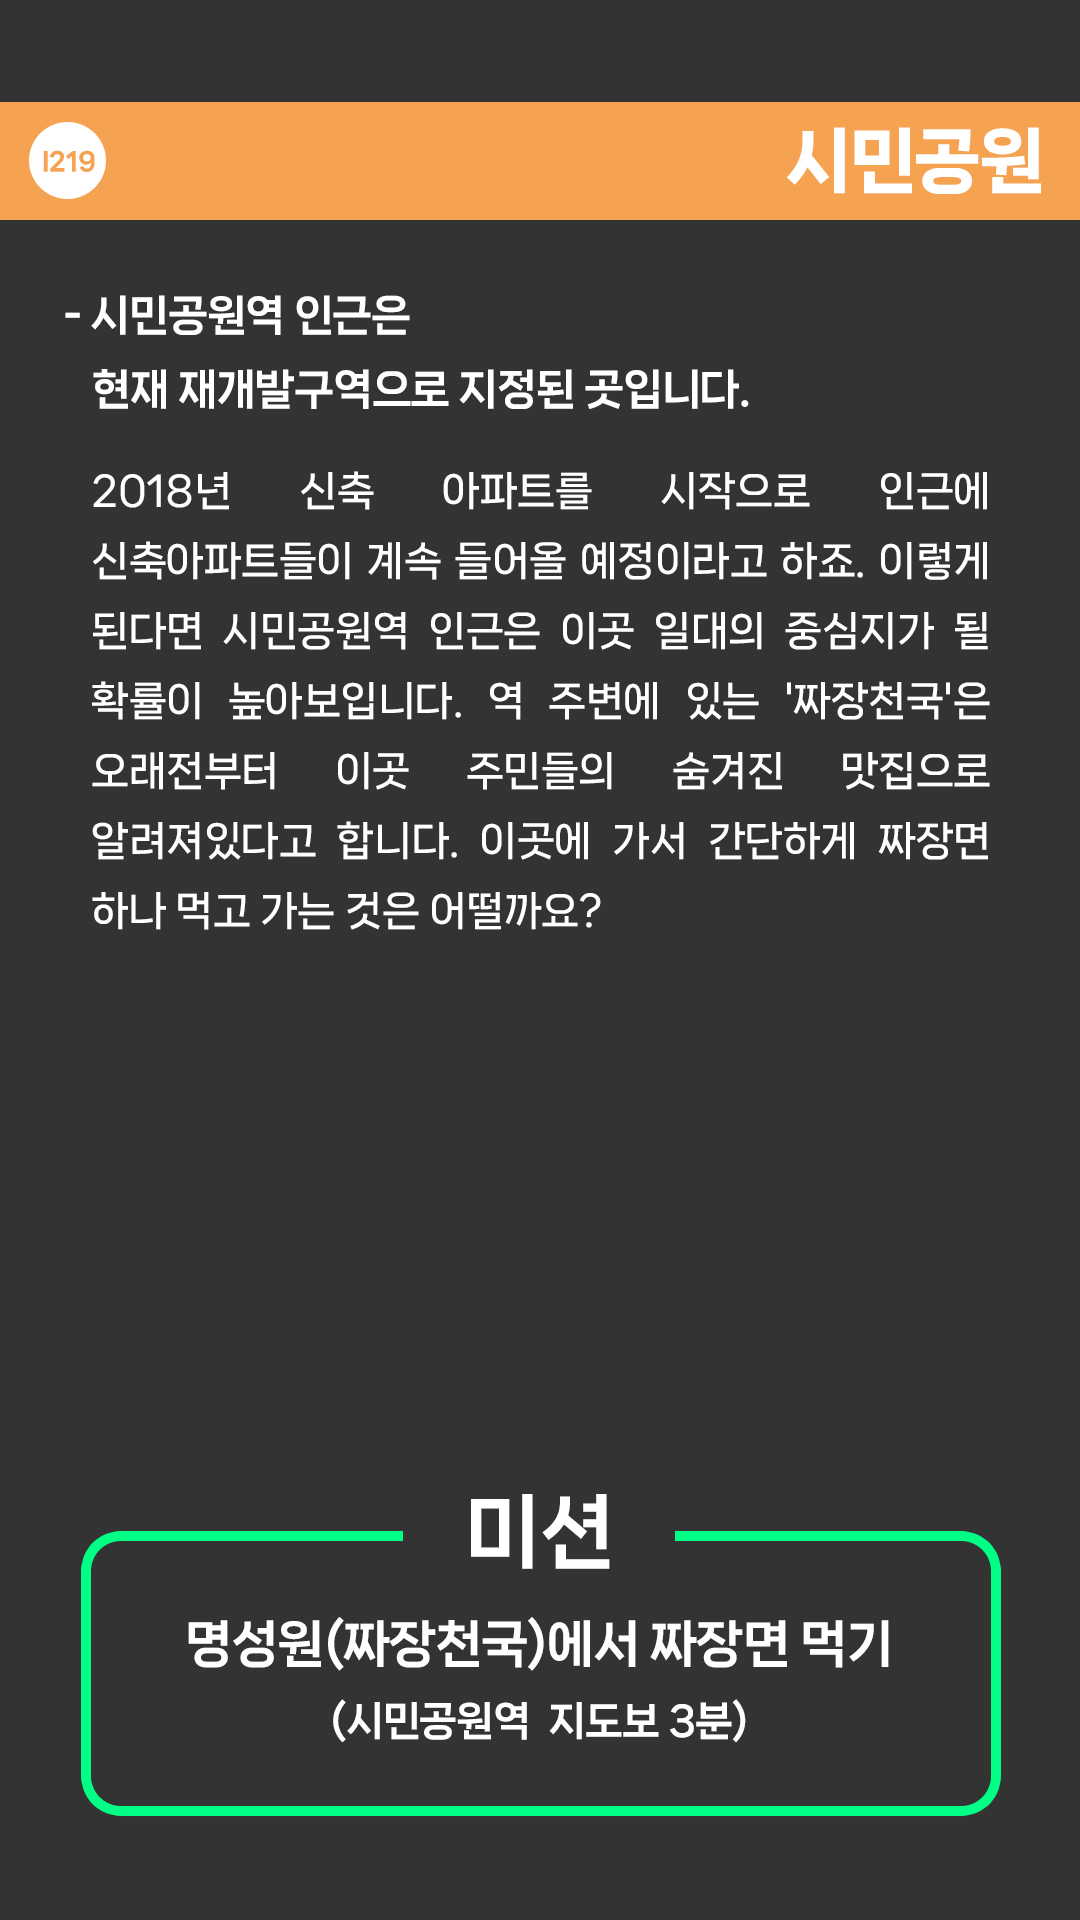 I219
시민공원
- 시민공원역 인근은
현재 재개발구역으로 지정된 곳입니다.
2018년 신축 아파트를 시작으로 인근에
신축아파트들이 계속 들어올 예정이라고 하죠. 이렇게
된다면 시민공원역 인근은 이곳 일대의 중심지가 될
확률이 높아보입니다. 역 주변에 있는 '짜장천국'은
오래전부터 이곳 주민들의 숨겨진 맛집으로
알려져있다고 합니다. 이곳에 가서 간단하게 짜장면
하나 먹고 가는 것은 어떨까요?
미션
명성원(짜장천국)에서 짜장면 먹기
(시민공원역 지도보 3분)